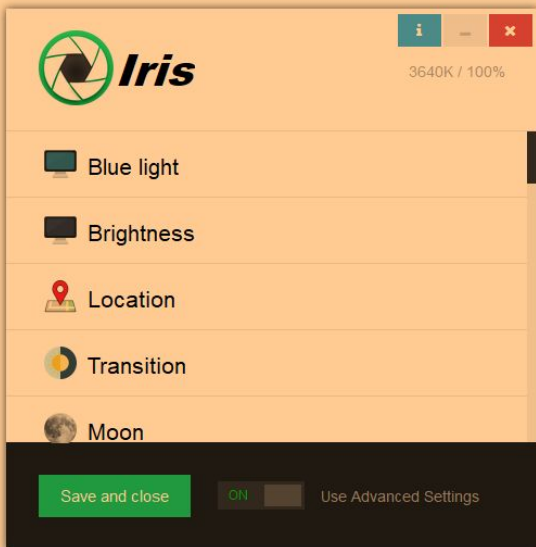 Iris
3640K / 100%
Blue light
Brightness
Location
Transition
Moon
Save and close
ON
Use Advanced Settings